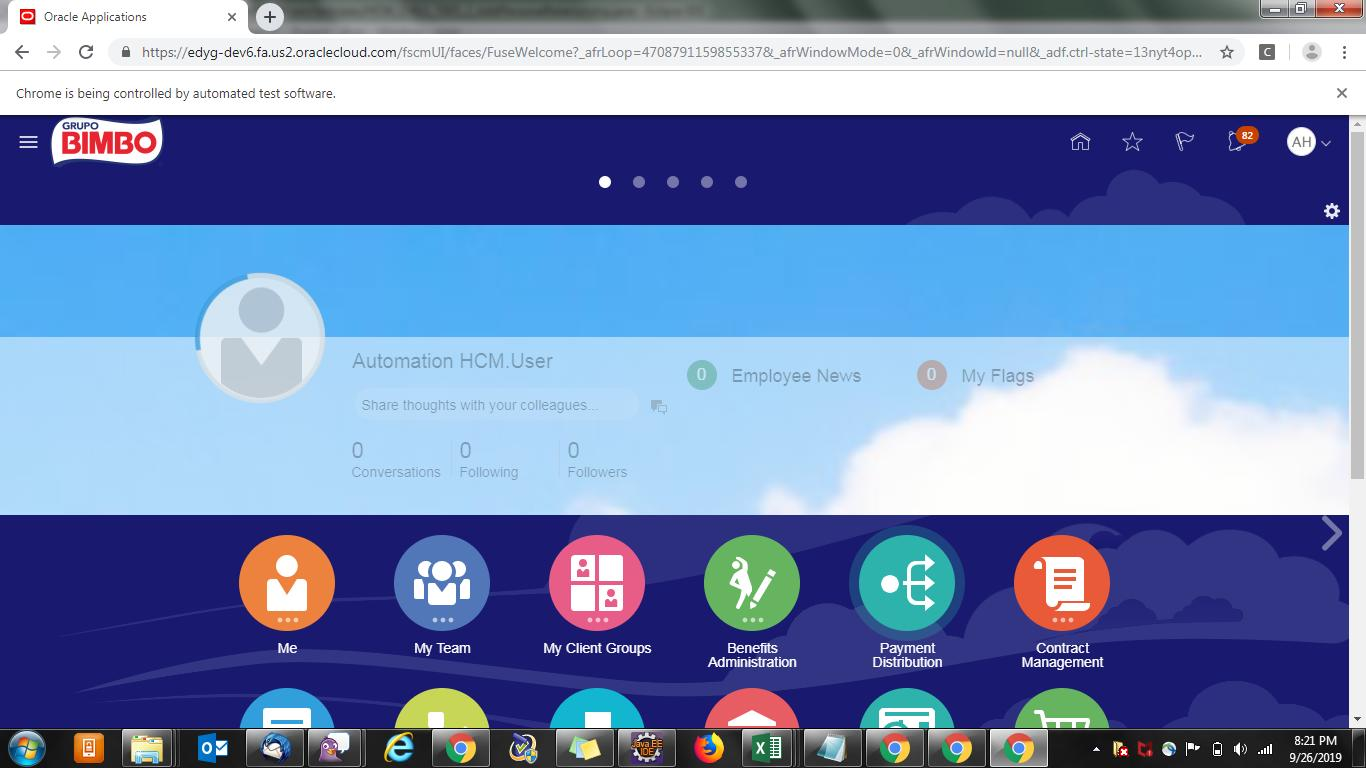 Oracle Applications
https://edyg-dev6.fa.us2.oraclecloud.com/fscmUI/faces/FuseWelcome?_afrLoop=4708791159855337&_afrWindowMode=0&_afrWindowId=null&_adf.ctrl-state=13nyt4op...
C
Chrome is being controlled by automated test software.
GRUPO
BIMBO
82
AH
Automation HCM.User
0 Employee News
0 My Flags
Share thoughts with your colleagues...
0 0 0
Conversations Following Followers
Me
My Team
My Client Groups
Benefits
Administration
Payment
Distribution
Contract
Management
Java EE
IDE
8:21 PM
9/26/2019